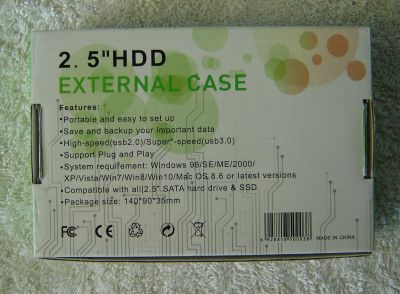 2.5"HDD
EXTERNAL CASE
Features:
•Portable and easy to set up
•Save and backup your important data
•High-speed(usb2.0)/Super*-speed(usb3.0)
•Support Plug and Play
•System requirement: Windows 98/SE/ME/2000/
XP/Vista/Win7/Win8/Win10/Mac OS 8.6 or latest versions
•Compatible with all 2.5" SATA hard drive & SSD
•Package size: 140*90*35mm
FC CE
MADE IN CHINA